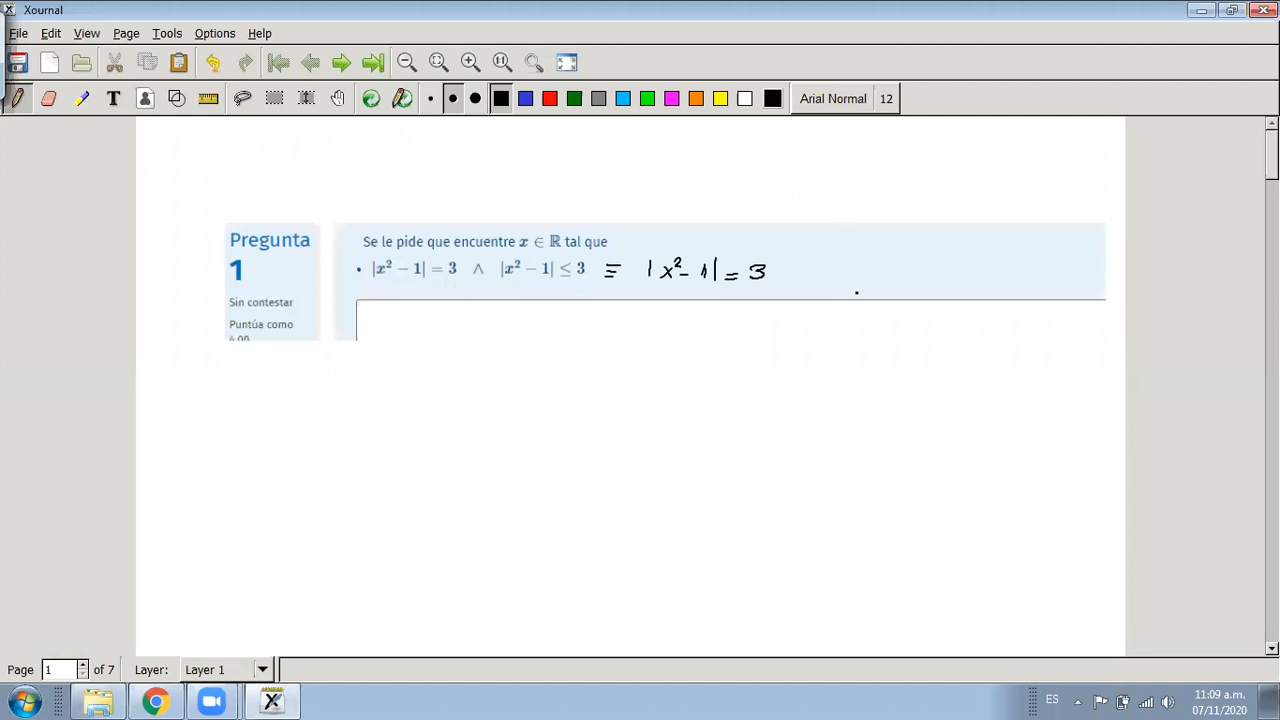 Xournal
File Edit View Page Tools Options Help
T Arial Normal 12
Pregunta
1
Sin contestar
Puntúa como
Se le pide que encuentre x ∈ ℝ tal que
• |x² − 1| = 3 ∧ |x² − 1| ≤ 3 ≡ |x² − 1| = 3
Page 1 of 7 Layer: Layer 1
ES 11:09 a.m.
07/11/2020